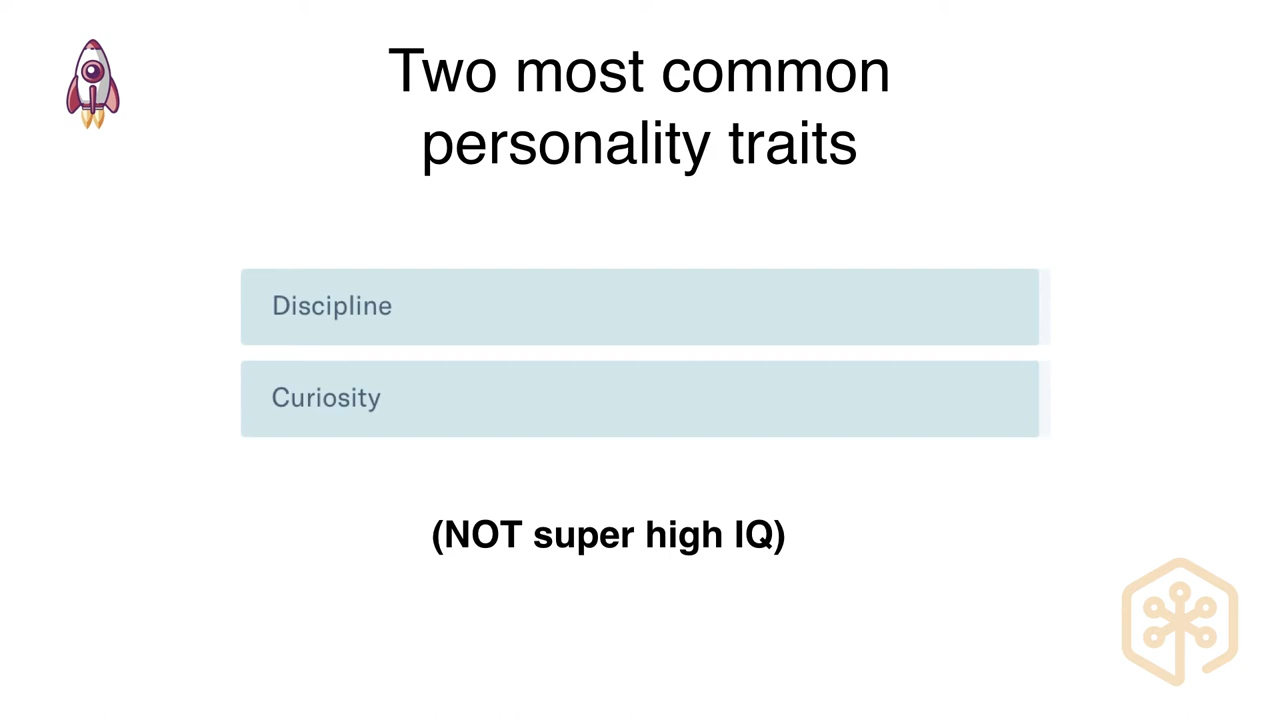 Two most common
personality traits
Discipline
Curiosity
(NOT super high IQ)